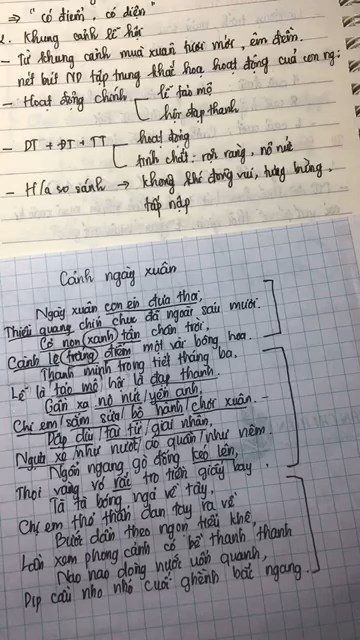 ⇒ "có điểm, có diện"
2. Khung cảnh lễ hội
- Từ khung cảnh mùa xuân tươi mới, êm đềm.
nét bút ND tập trung khắc hoạ hoạt động của con ng:
- Hoạt động chính lễ tảo mộ
hội đạp thanh
- DT + ĐT + TT hoạt động
tính chất: rộn ràng, nô nức
- H/a so sánh → không khí đông vui, tưng bừng,
tấp nập
Cảnh ngày xuân
Ngày xuân con én đưa thoi,
Thiều quang chín chục đã ngoài sáu mươi.
Cỏ non (xanh) tận chân trời,
Cành lê (trắng) điểm một vài bông hoa.
Thanh minh trong tiết tháng ba,
Lễ là tảo mộ, hội là đạp thanh.
Gần xa nô nức yến anh,
Chị em / sắm sửa / bộ hành / chơi xuân.
Dập dìu / tài tử / giai nhân,
Ngựa xe / như nước / áo quần / như nêm.
Ngổn ngang gò đống kéo lên,
Thoi vàng vó rắc tro tiền giấy bay.
Tà tà bóng ngả về tây,
Chị em thơ thẩn dan tay ra về
Bước dần theo ngọn tiểu khê,
Lần xem phong cảnh có bề thanh thanh
Nao nao dòng nước uốn quanh,
Dịp cầu nho nhỏ cuối ghềnh bắc ngang.